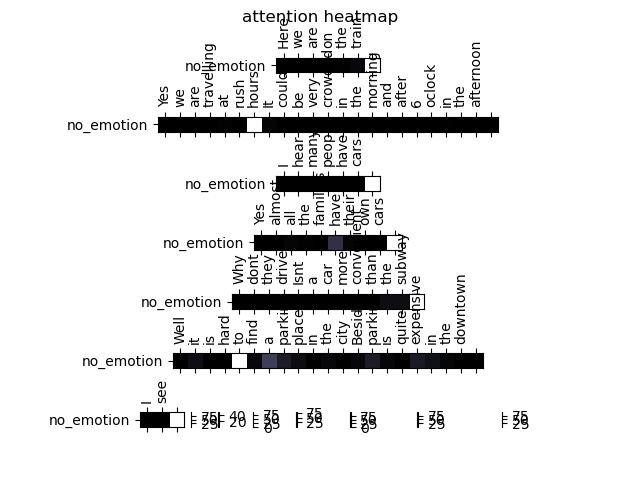 attention heatmap
Here we are on the train
no_emotion
Yes we are travelling at rush hours It could be very crowded in the morning and after 6 oclock in the afternoon
no_emotion
I hear many people have cars
no_emotion
Yes almost all the families have their own cars
no_emotion
Why dont they drive Isnt a car more convenient than the subway
no_emotion
Well it is hard to find a parking place in the city Besides parking is quite expensive in the downtown
no_emotion
I see
no_emotion
75 50 25
40 20
75 50 25 0
75 50 25
75 50 25 0
75 50 25
75 50 25